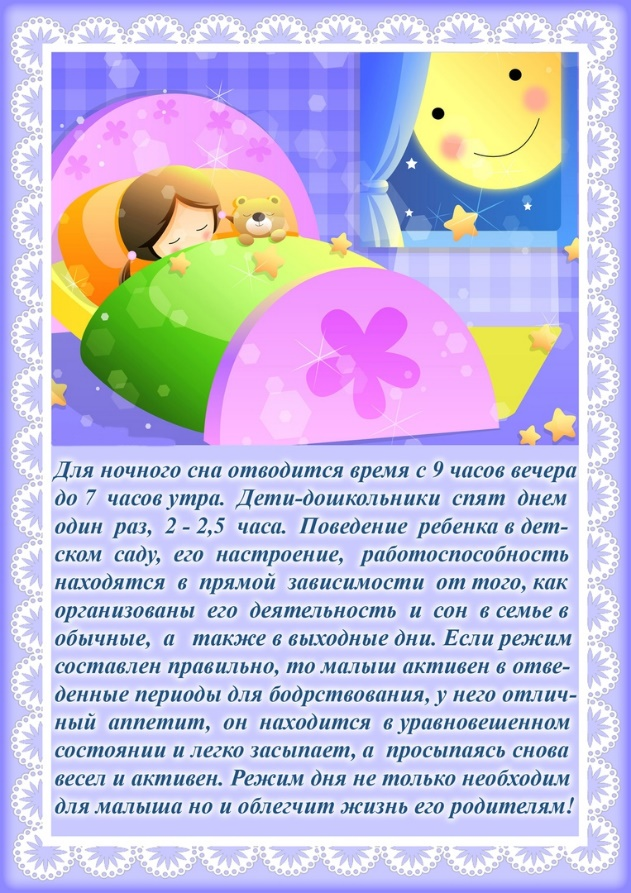 Для ночного сна отводится время с 9 часов вечера
до 7 часов утра. Дети-дошкольники спят днем
один раз, 2 - 2,5 часа. Поведение ребенка в дет-
ском саду, его настроение, работоспособность
находятся в прямой зависимости от того, как
организованы его деятельность и сон в семье в
обычные, а также в выходные дни. Если режим
составлен правильно, то малыш активен в отве-
денные периоды для бодрствования, у него отлич-
ный аппетит, он находится в уравновешенном
состоянии и легко засыпает, а просыпаясь снова
весел и активен. Режим дня не только необходим
для малыша но и облегчит жизнь его родителям!